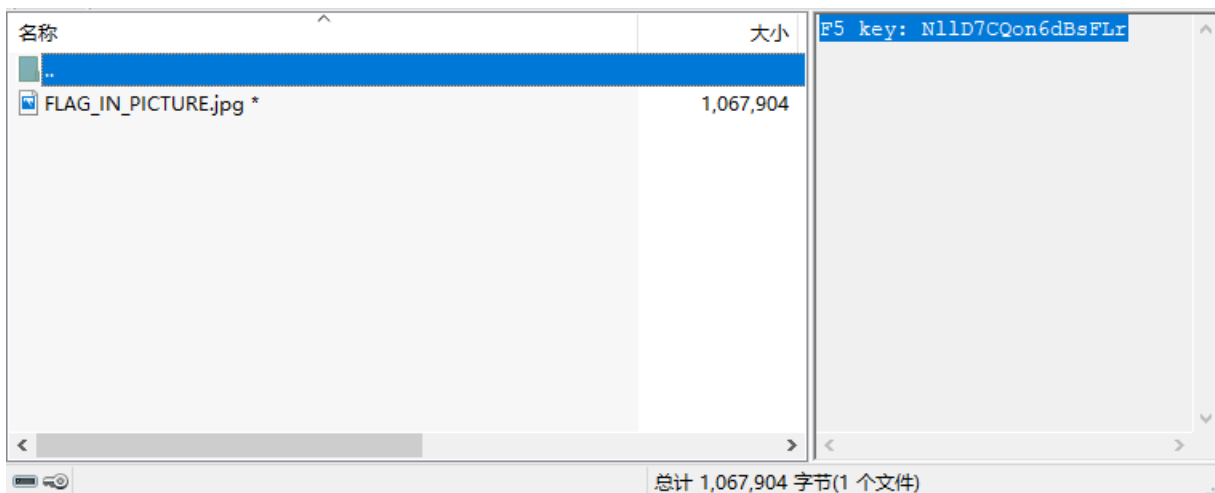 名称 大小
..
FLAG_IN_PICTURE.jpg * 1,067,904
F5 key: NllD7CQon6dBsFLr
总计 1,067,904 字节(1 个文件)